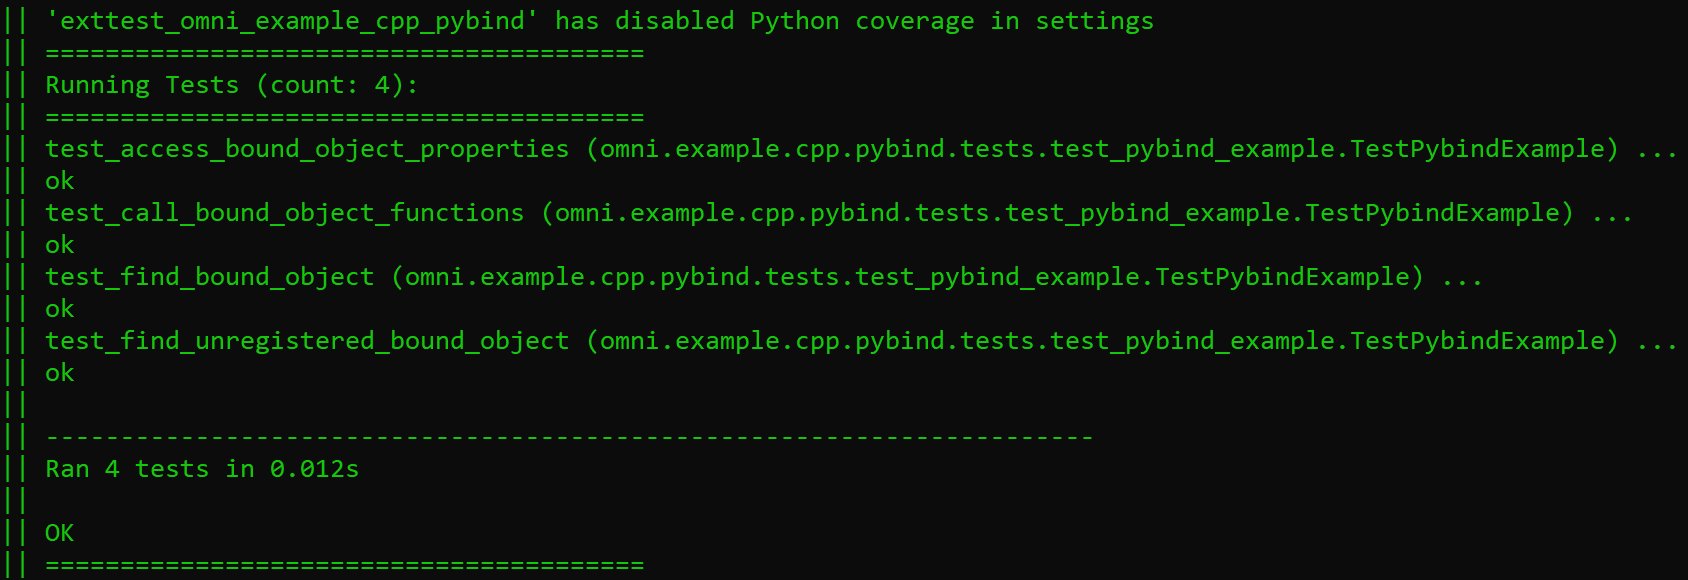 || 'exttest_omni_example_cpp_pybind' has disabled Python coverage in settings
|| ========================================
|| Running Tests (count: 4):
|| ========================================
|| test_access_bound_object_properties (omni.example.cpp.pybind.tests.test_pybind_example.TestPybindExample) ...
|| ok
|| test_call_bound_object_functions (omni.example.cpp.pybind.tests.test_pybind_example.TestPybindExample) ...
|| ok
|| test_find_bound_object (omni.example.cpp.pybind.tests.test_pybind_example.TestPybindExample) ...
|| ok
|| test_find_unregistered_bound_object (omni.example.cpp.pybind.tests.test_pybind_example.TestPybindExample) ...
|| ok
||
|| ----------------------------------------------------------------------
|| Ran 4 tests in 0.012s
||
|| OK
|| ========================================